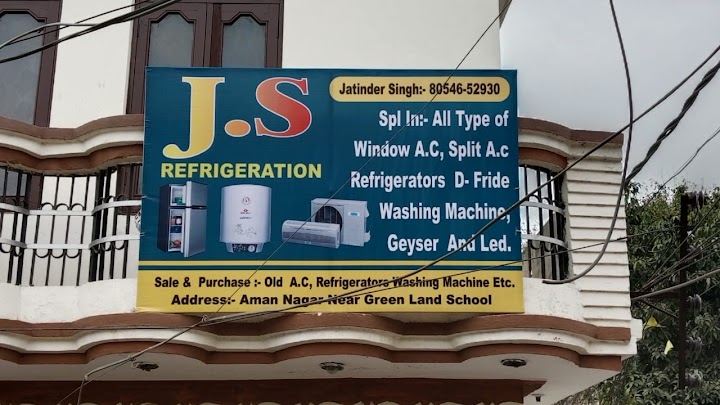 J.S
REFRIGERATION
Jatinder Singh:- 80546-52930
Spl In:- All Type of
Window A.C, Split A.c
Refrigerators D- Fride
Washing Machine,
Geyser And Led.
Sale & Purchase :- Old A.C, Refrigerators Washing Machine Etc.
Address:- Aman Nagar Near Green Land School